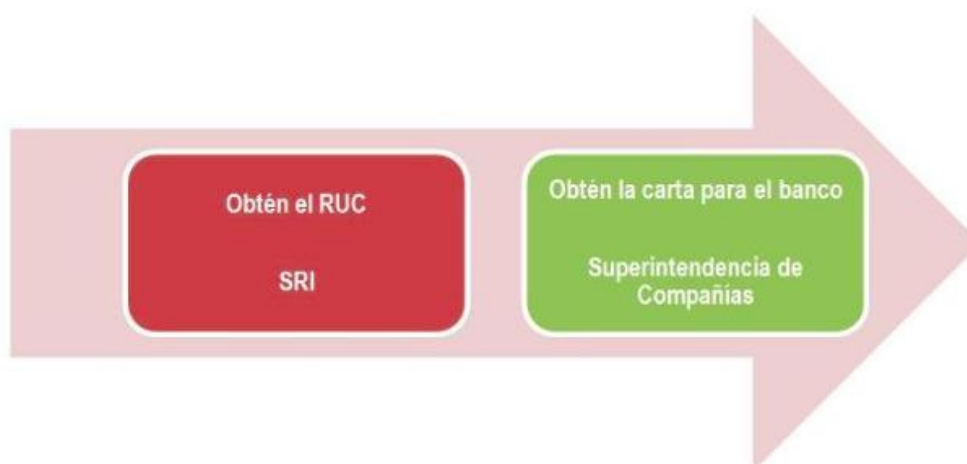 Obtén el RUC
SRI
Obtén la carta para el banco
Superintendencia de
Compañías